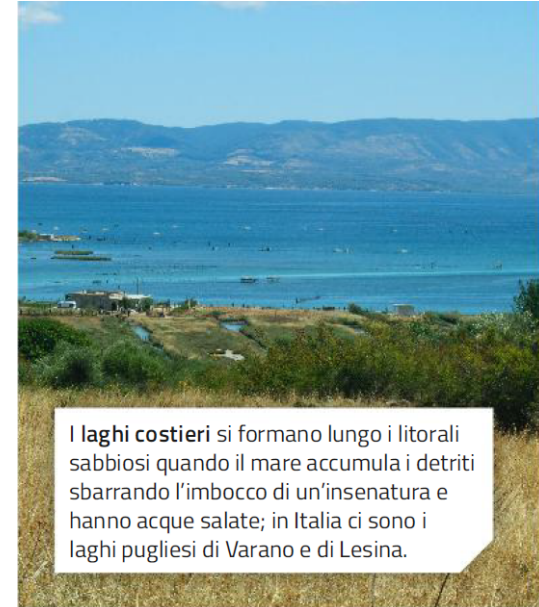 I laghi costieri si formano lungo i litorali
sabbiosi quando il mare accumula i detriti
sbarrando l'imbocco di un'insenatura e
hanno acque salate; in Italia ci sono i
laghi pugliesi di Varano e di Lesina.